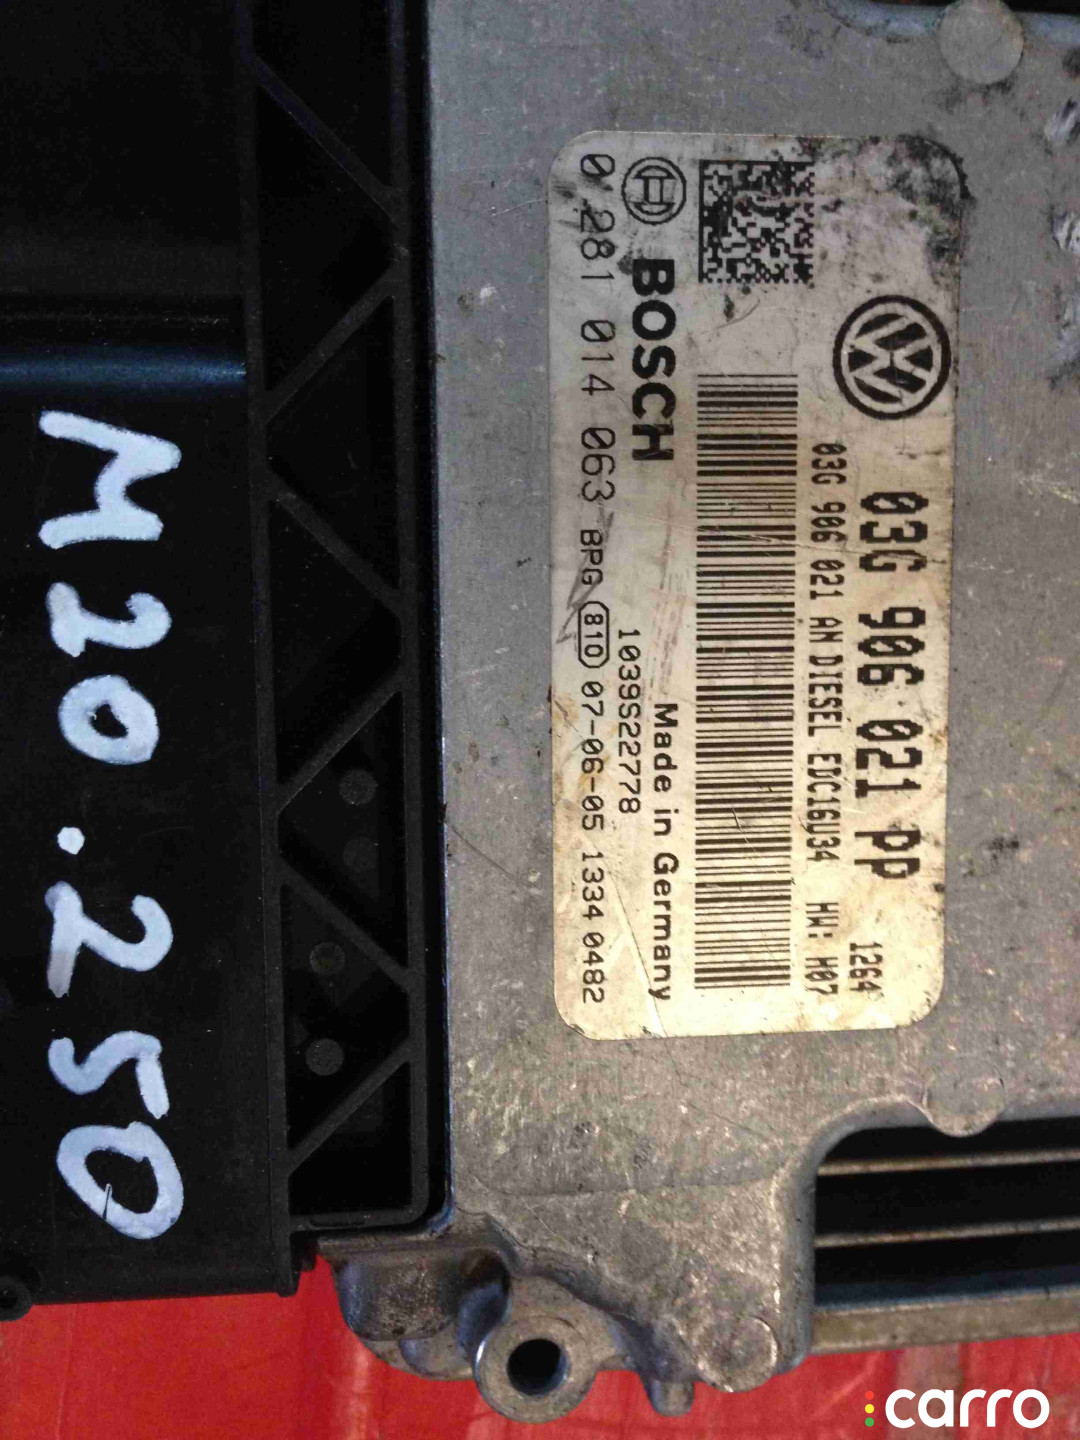 03G 906 021 PP 1264
03G 906 021 AN DIESEL EDC16U34 HW: H07
BOSCH Made in Germany
1039S22778
0 281 014 063 BPG 810 07-06-05 1334 0482
M20.250
carro